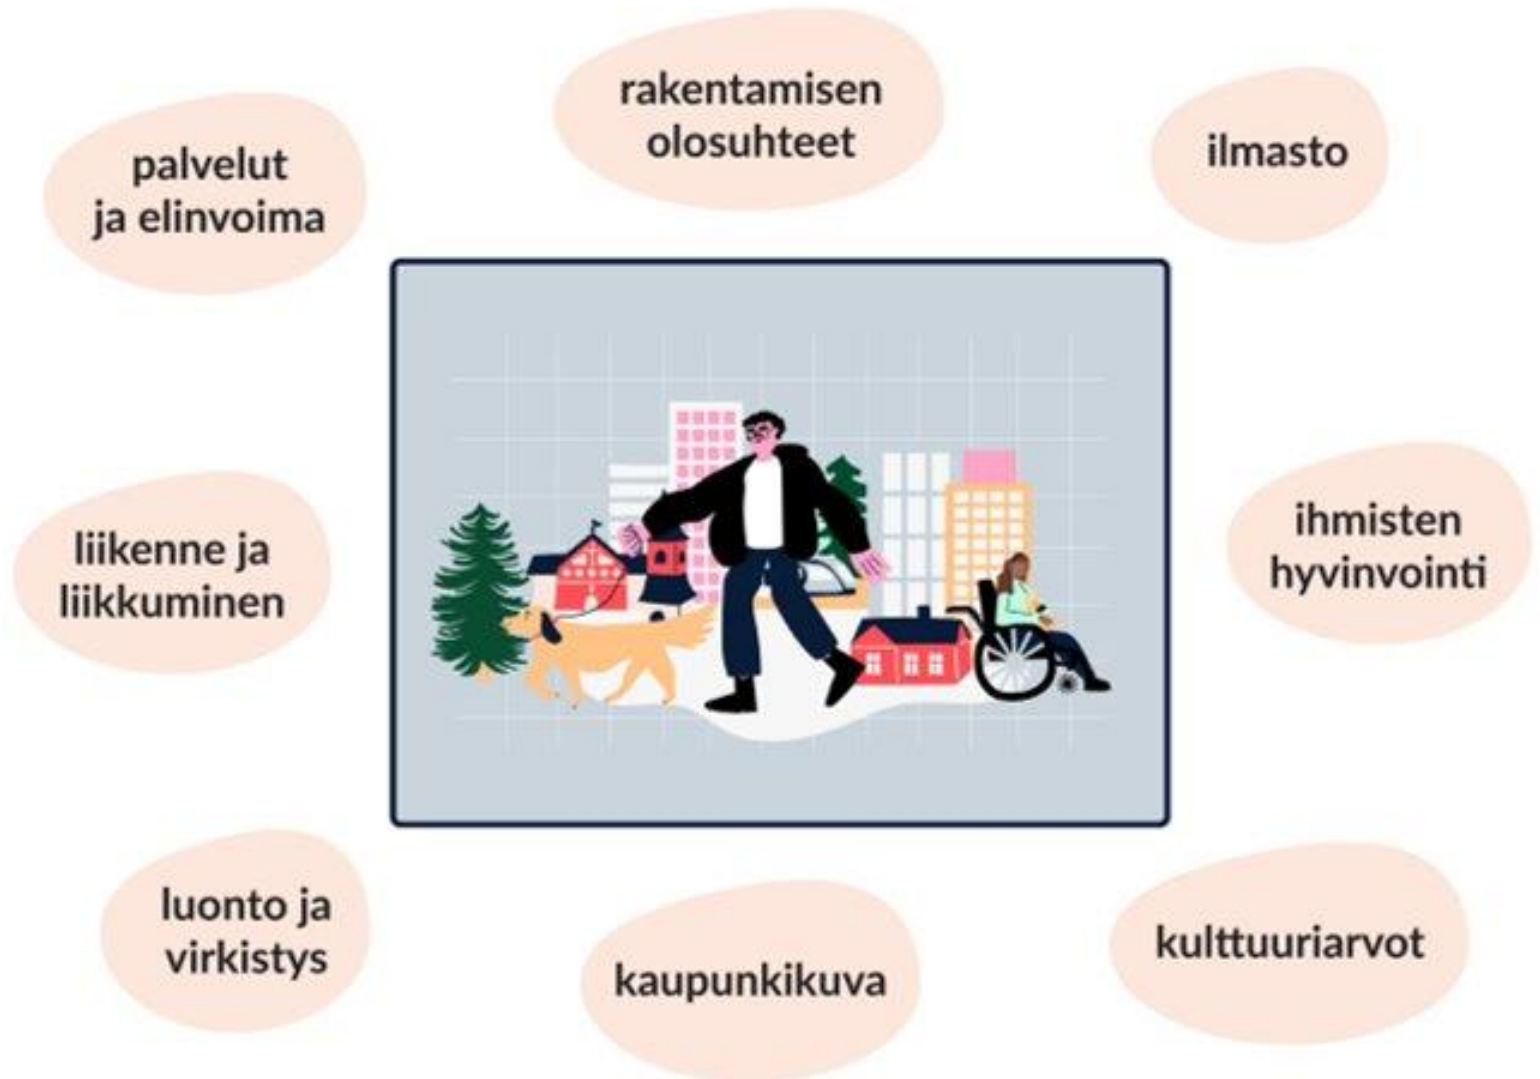 rakentamisen
olosuhteet
palvelut
ja elinvoima
ilmasto
liikenne ja
liikkuminen
ihmisten
hyvinvointi
luonto ja
virkistys
kaupunkikuva
kulttuuriarvot